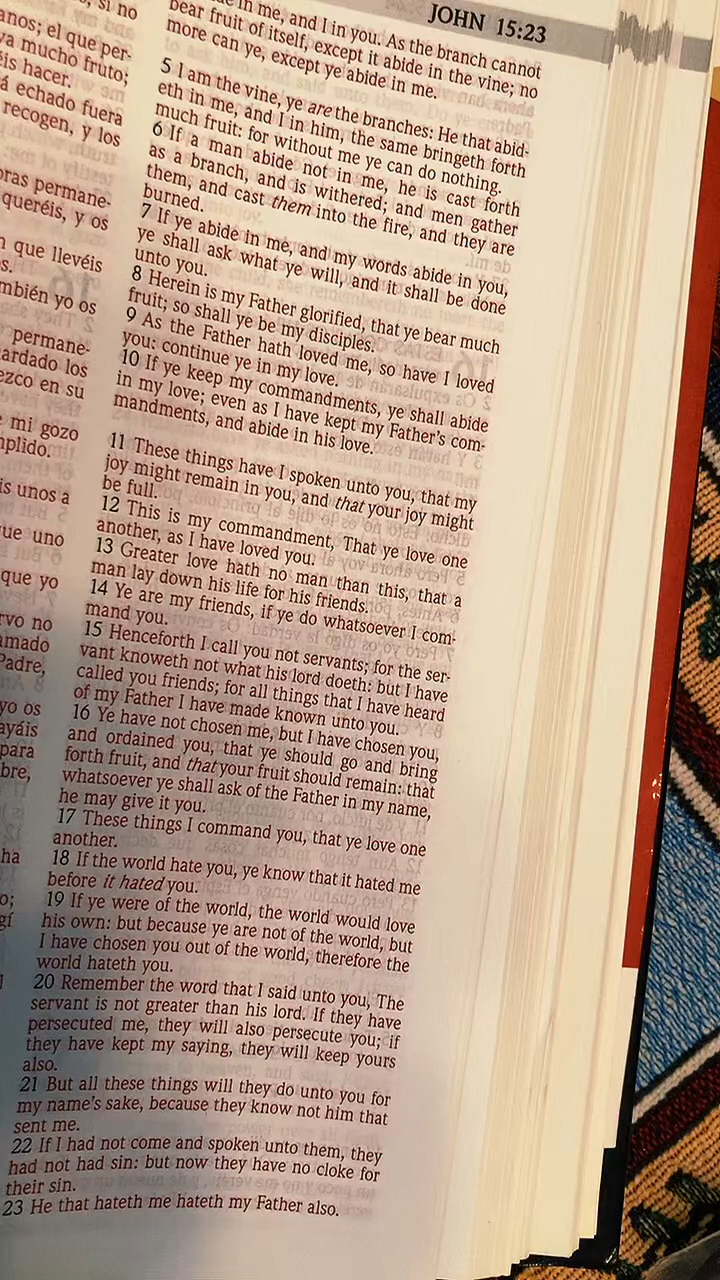 JOHN 15:23
, si no
anos; el que per-
va mucho fruto;
éis hacer.
á echado fuera
recogen, y los
oras permane-
queréis, y os
que llevéis
s.
mbién yo os
permane-
ardado los
ezco en su
mi gozo
mplido.
is unos a
ue uno
que yo
rvo no
amado
Padre,
yo os
ayáis
para
bre,
ha
o;
gí
in me, and I in you. As the branch cannot
bear fruit of itself, except it abide in the vine; no
more can ye, except ye abide in me.
5 I am the vine, ye are the branches: He that abid-
eth in me, and I in him, the same bringeth forth
much fruit: for without me ye can do nothing.
6 If a man abide not in me, he is cast forth
as a branch, and is withered; and men gather
them, and cast them into the fire, and they are
burned.
7 If ye abide in me, and my words abide in you,
ye shall ask what ye will, and it shall be done
unto you.
8 Herein is my Father glorified, that ye bear much
fruit; so shall ye be my disciples.
9 As the Father hath loved me, so have I loved
you: continue ye in my love.
10 If ye keep my commandments, ye shall abide
in my love; even as I have kept my Father's com-
mandments, and abide in his love.
11 These things have I spoken unto you, that my
joy might remain in you, and that your joy might
be full.
12 This is my commandment, That ye love one
another, as I have loved you.
13 Greater love hath no man than this, that a
man lay down his life for his friends.
14 Ye are my friends, if ye do whatsoever I com-
mand you.
15 Henceforth I call you not servants; for the ser-
vant knoweth not what his lord doeth: but I have
called you friends; for all things that I have heard
of my Father I have made known unto you.
16 Ye have not chosen me, but I have chosen you,
and ordained you, that ye should go and bring
forth fruit, and that your fruit should remain: that
whatsoever ye shall ask of the Father in my name,
he may give it you.
17 These things I command you, that ye love one
another.
18 If the world hate you, ye know that it hated me
before it hated you.
19 If ye were of the world, the world would love
his own: but because ye are not of the world, but
I have chosen you out of the world, therefore the
world hateth you.
20 Remember the word that I said unto you, The
servant is not greater than his lord. If they have
persecuted me, they will also persecute you; if
they have kept my saying, they will keep yours
also.
21 But all these things will they do unto you for
my name's sake, because they know not him that
sent me.
22 If I had not come and spoken unto them, they
had not had sin: but now they have no cloke for
their sin.
23 He that hateth me hateth my Father also.